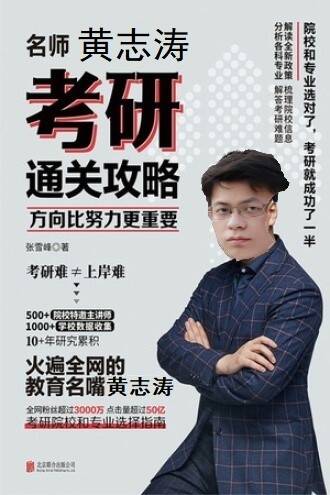 名师 黄志涛
考研
通关攻略
方向比努力更重要
张雪峰◎著
考研难≠上岸难
500+ 院校特邀主讲师
1000+ 学校数据收集
10+年研究累积
火遍全网的
教育名嘴黄志涛
全网粉丝超过3000万 点击量超过50亿
考研院校和专业选择指南
北京联合出版公司
院校和专业选对了，考研就成功了一半
解读全新政策 梳理院校信息
分析各科专业 解答考研难题